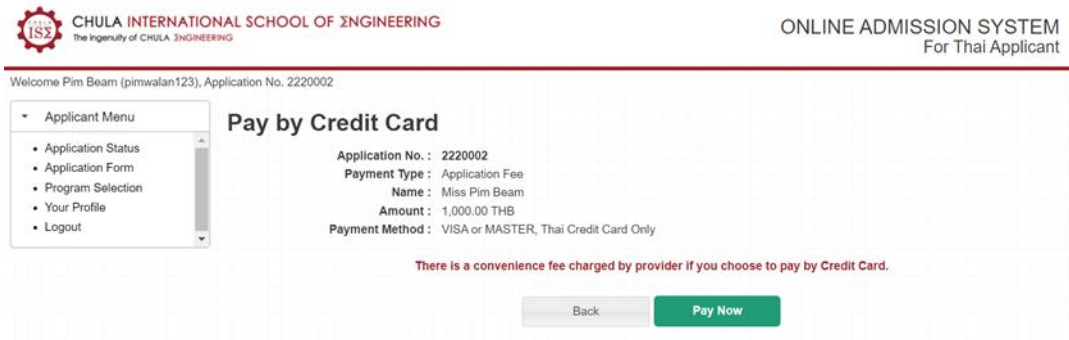 CHULA INTERNATIONAL SCHOOL OF ΣNGINEERING
The ingenuity of CHULA ΣNGINEERING
CHULA
ISΣ
ONLINE ADMISSION SYSTEM
For Thai Applicant
Welcome Pim Beam (pimwalan123), Application No. 2220002
Applicant Menu
• Application Status
• Application Form
• Program Selection
• Your Profile
• Logout
Pay by Credit Card
Application No. : 2220002
Payment Type : Application Fee
Name : Miss Pim Beam
Amount : 1,000.00 THB
Payment Method : VISA or MASTER, Thai Credit Card Only
There is a convenience fee charged by provider if you choose to pay by Credit Card.
Back
Pay Now